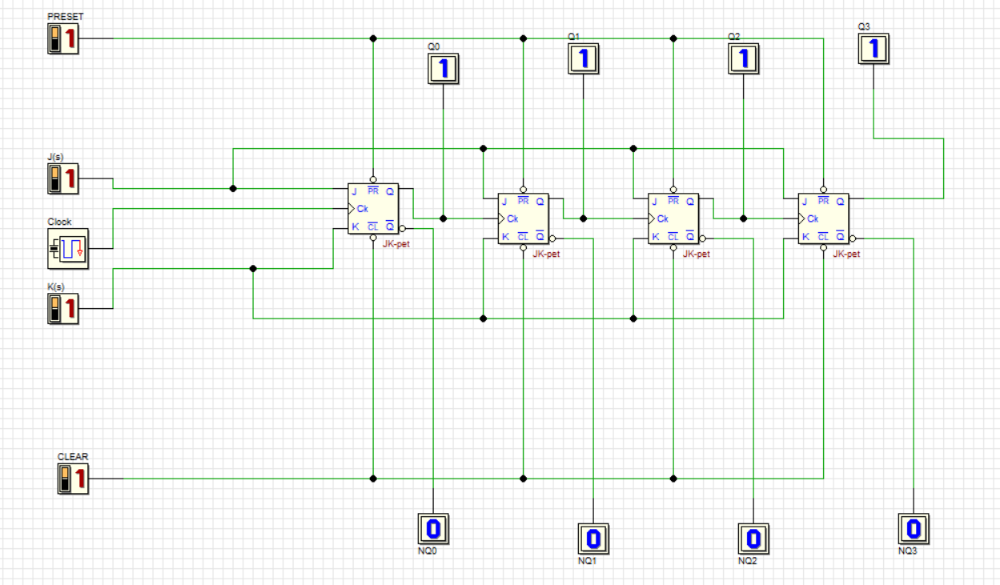 PRESET
1
Q0
1
Q1
1
Q2
1
Q3
1
J(s)
1
Clock
K(s)
1
J PR Q
Ck
K CL Q
JK-pet
J PR Q
Ck
K CL Q
JK-pet
J PR Q
Ck
K CL Q
JK-pet
J PR Q
Ck
K CL Q
JK-pet
CLEAR
1
0
NQ0
0
NQ1
0
NQ2
0
NQ3